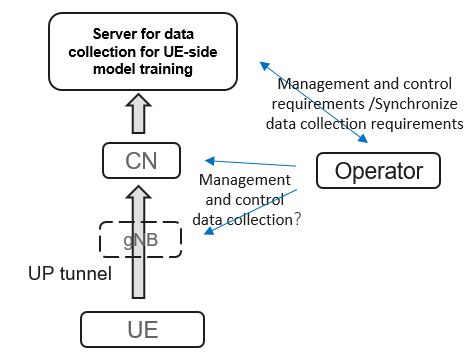 Server for data
collection for UE-side
model training
Management and control
requirements /Synchronize
data collection requirements
CN
Operator
Management
and control
data collection？
gNB
UP tunnel
UE